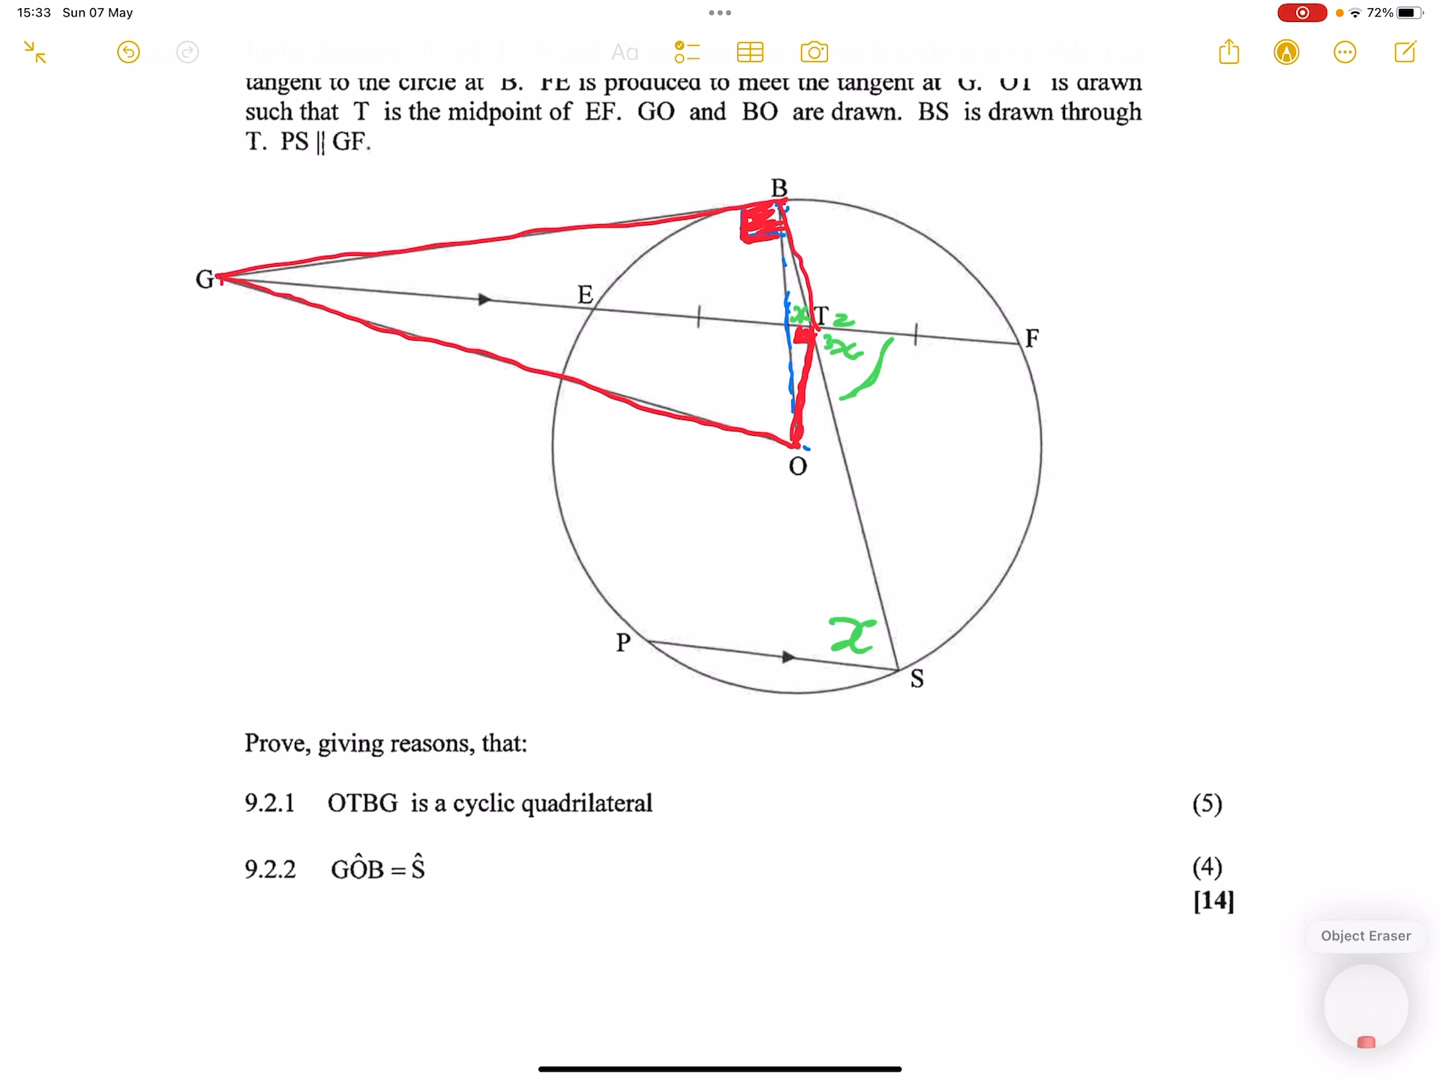 15:33 Sun 07 May
72%
Aa
tangent to the circle at B. FE is produced to meet the tangent at G. OT is drawn
such that T is the midpoint of EF. GO and BO are drawn. BS is drawn through
T. PS || GF.
B
G
E
x T 2
F
3x
O
x
P
S
Prove, giving reasons, that:
9.2.1 OTBG is a cyclic quadrilateral (5)
9.2.2 GÔB = Ŝ (4)
[14]
Object Eraser